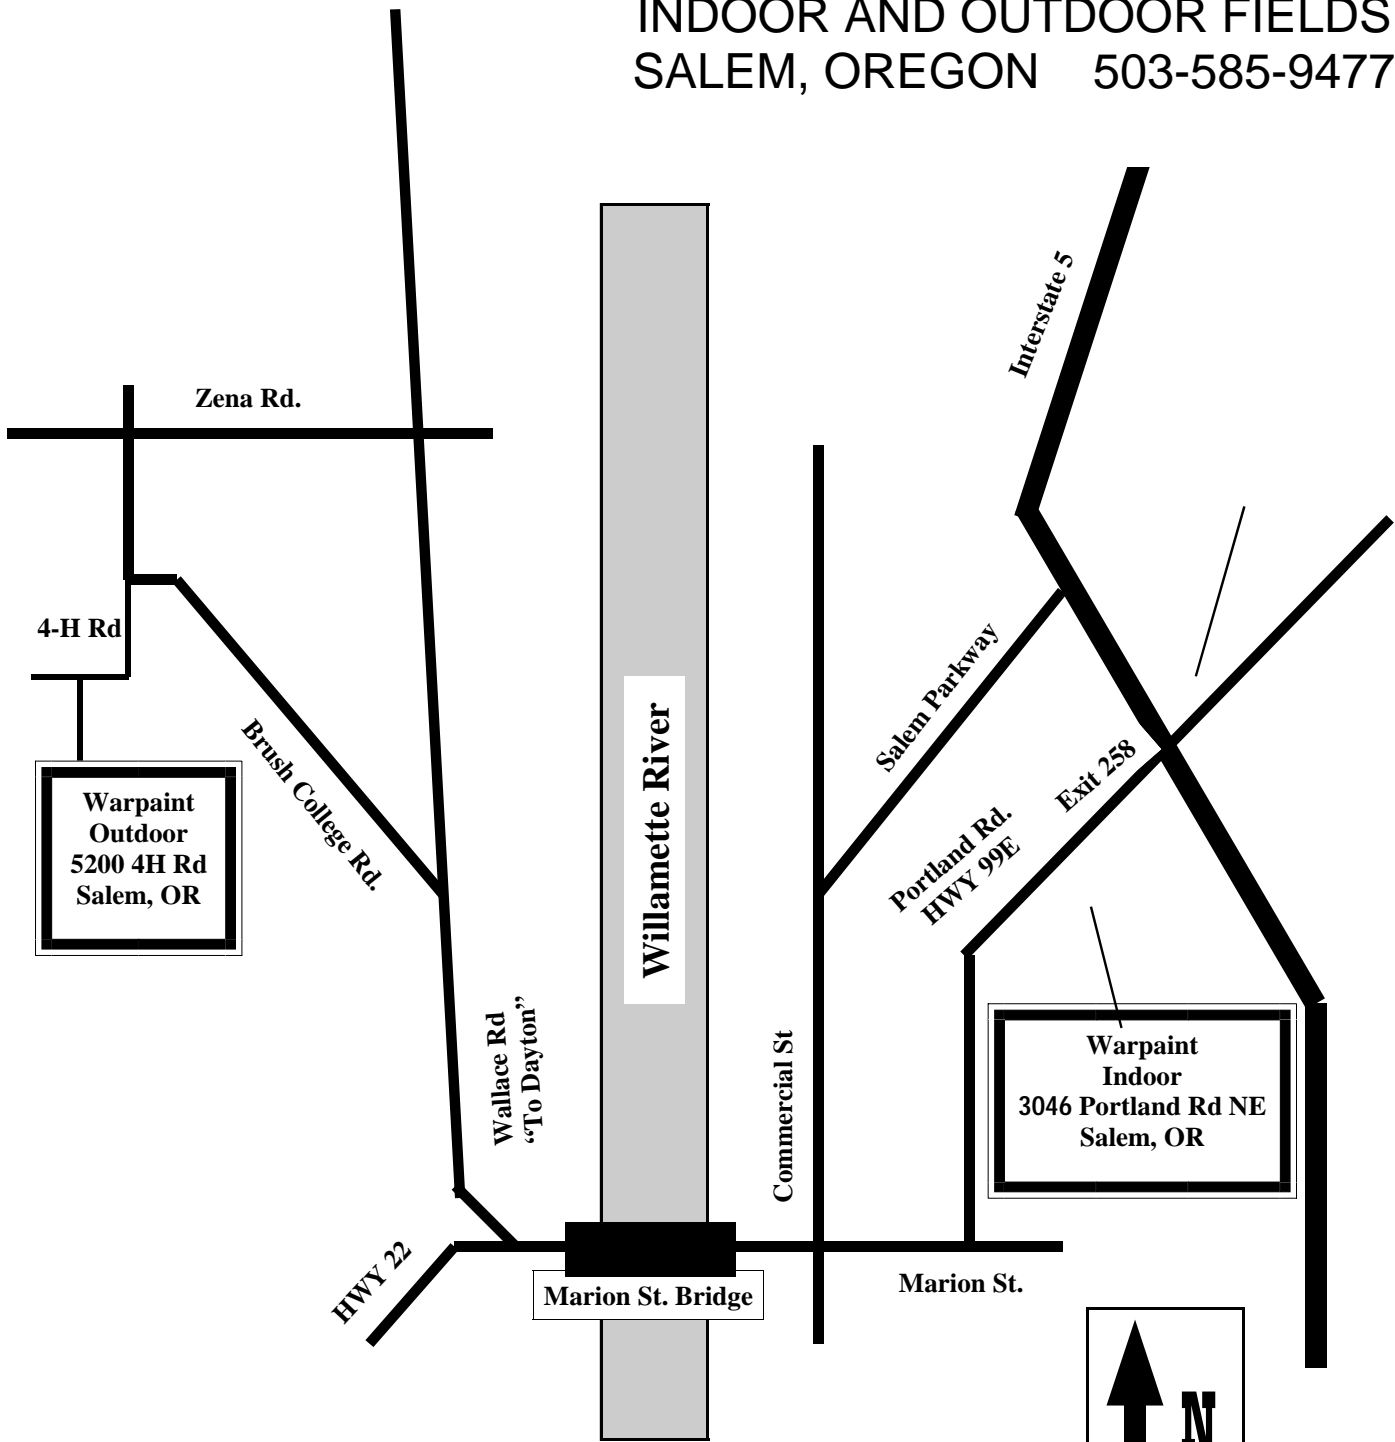 INDOOR AND OUTDOOR FIELDS
SALEM, OREGON 503-585-9477
Interstate 5
Zena Rd.
4-H Rd
Salem Parkway
Willamette River
Brush College Rd.
Exit 258
Portland Rd.
HWY 99E
Warpaint
Outdoor
5200 4H Rd
Salem, OR
Wallace Rd
“To Dayton”
Commercial St
Warpaint
Indoor
3046 Portland Rd NE
Salem, OR
HWY 22
Marion St. Bridge
Marion St.
N